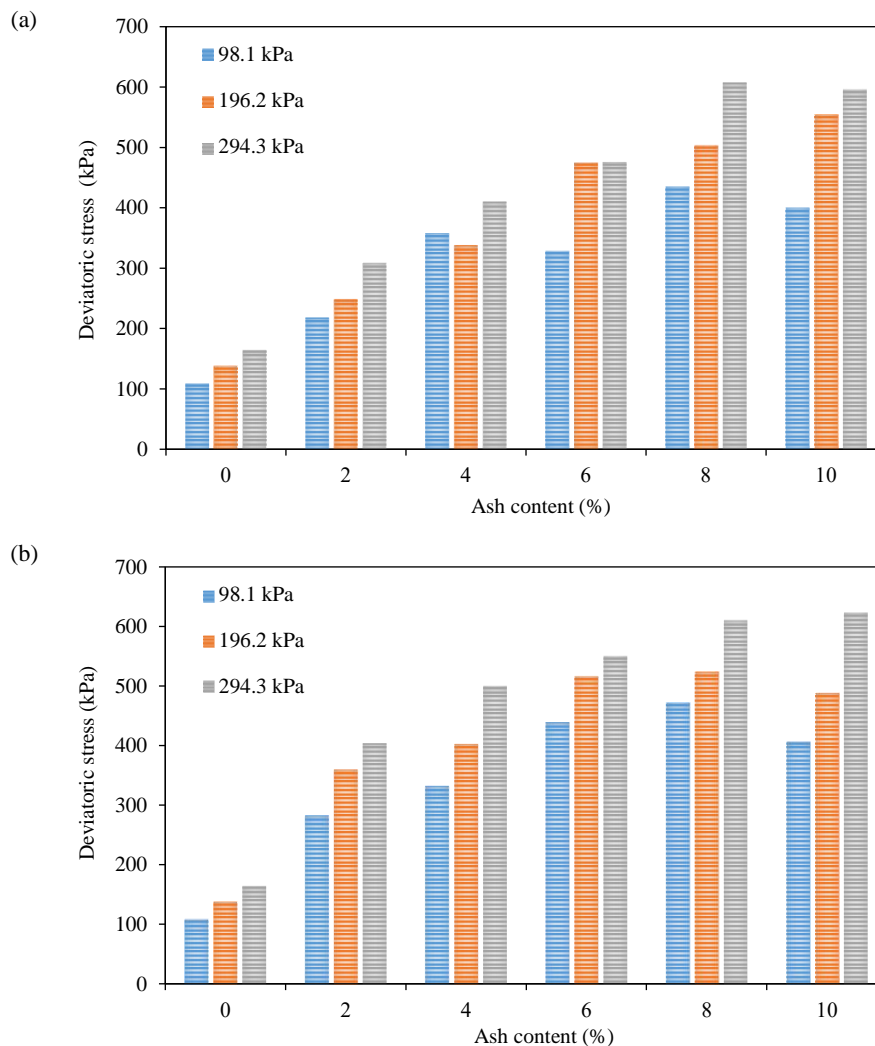 (a)
700
600
500
400
300
200
100
0
Deviatoric stress (kPa)
98.1 kPa
196.2 kPa
294.3 kPa
0 2 4 6 8 10
Ash content (%)
(b)
700
600
500
400
300
200
100
0
Deviatoric stress (kPa)
98.1 kPa
196.2 kPa
294.3 kPa
0 2 4 6 8 10
Ash content (%)